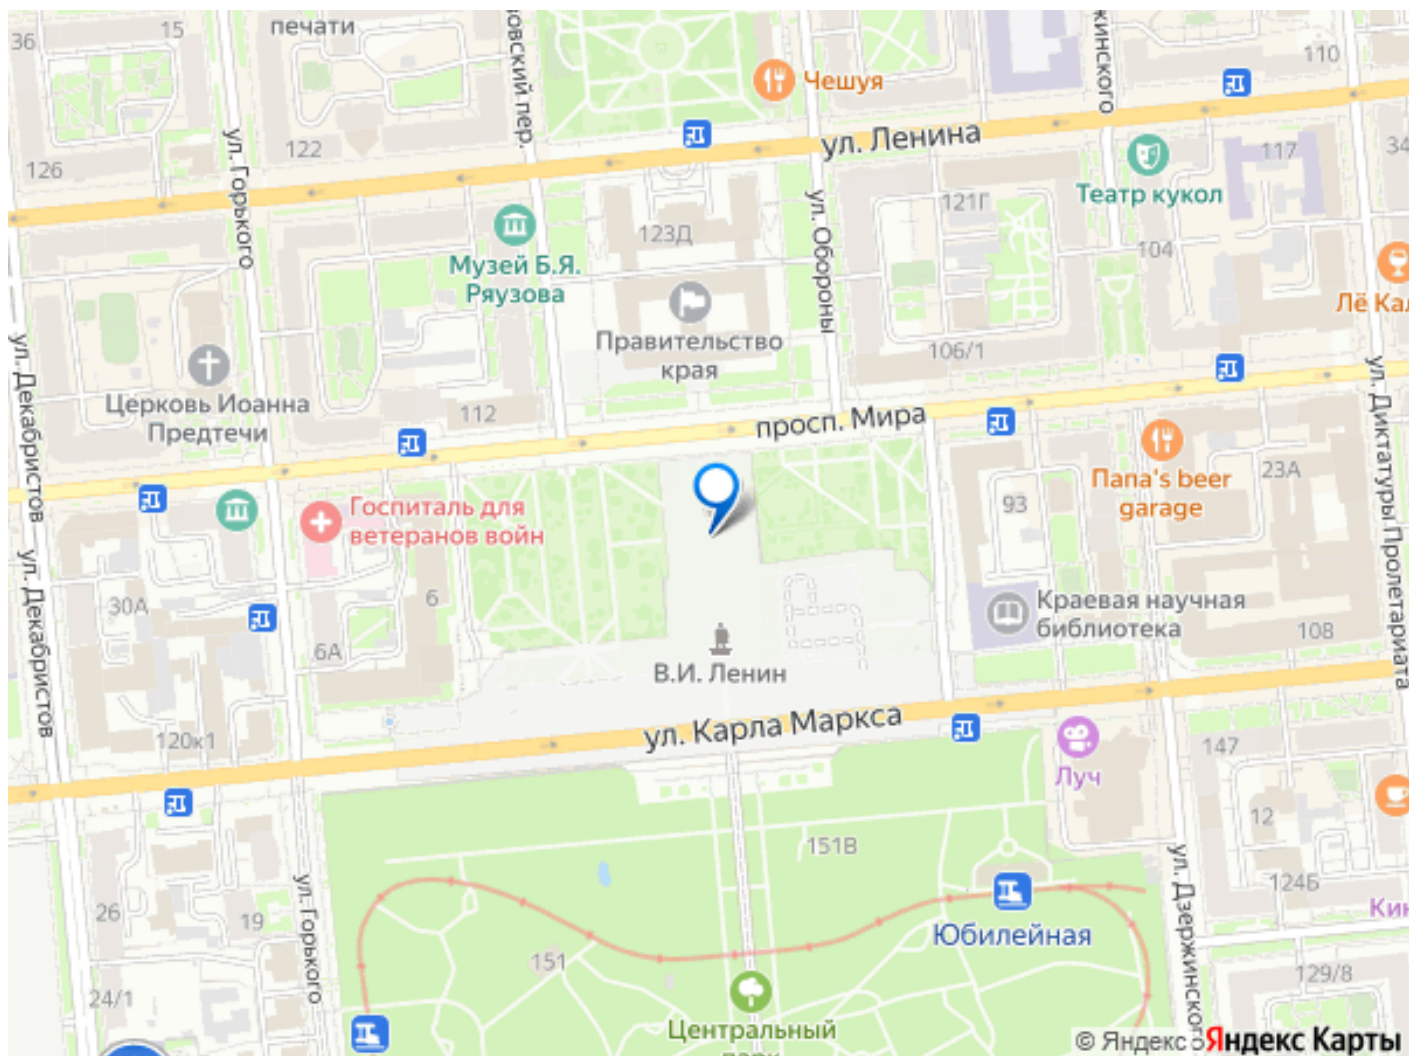 36
15
печати
110
Чешуя
ул. Ленина
126
122
ул. Горького
117
34
Театр кукол
121Г
123Д
104
Музей Б.Я.
Ряузова
ул. Обороны
Правительство
края
106/1
ул. Декабристов
Церковь Иоанна
Предтечи
112
просп. Мира
ул. Диктатуры Пролетариата
Папа's beer
garage
23А
93
Госпиталь для
ветеранов войн
ул. Декабристов
30А
6
Краевая научная
библиотека
108
6А
В.И. Ленин
ул. Карла Маркса
120к1
147
Луч
12
151В
124Б
26
19
ул. Горького
Юбилейная
ул. Дзержинского
151
129/8
24/1
Центральный
© Яндекс
Яндекс Карты